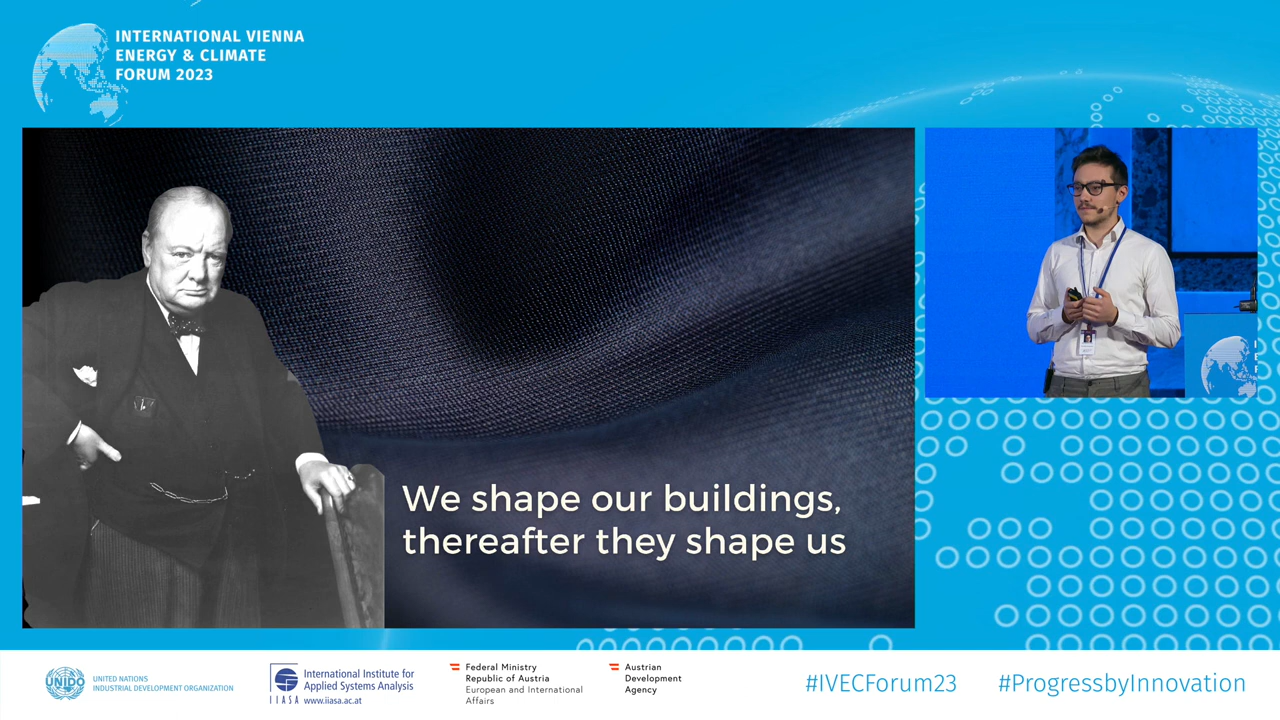 INTERNATIONAL VIENNA
ENERGY & CLIMATE
FORUM 2023
We shape our buildings,
thereafter they shape us
UNIDO
UNITED NATIONS
INDUSTRIAL DEVELOPMENT ORGANIZATION
IIASA
International Institute for
Applied Systems Analysis
www.iiasa.ac.at
Federal Ministry
Republic of Austria
European and International
Affairs
Austrian
Development
Agency
#IVECForum23
#ProgressbyInnovation